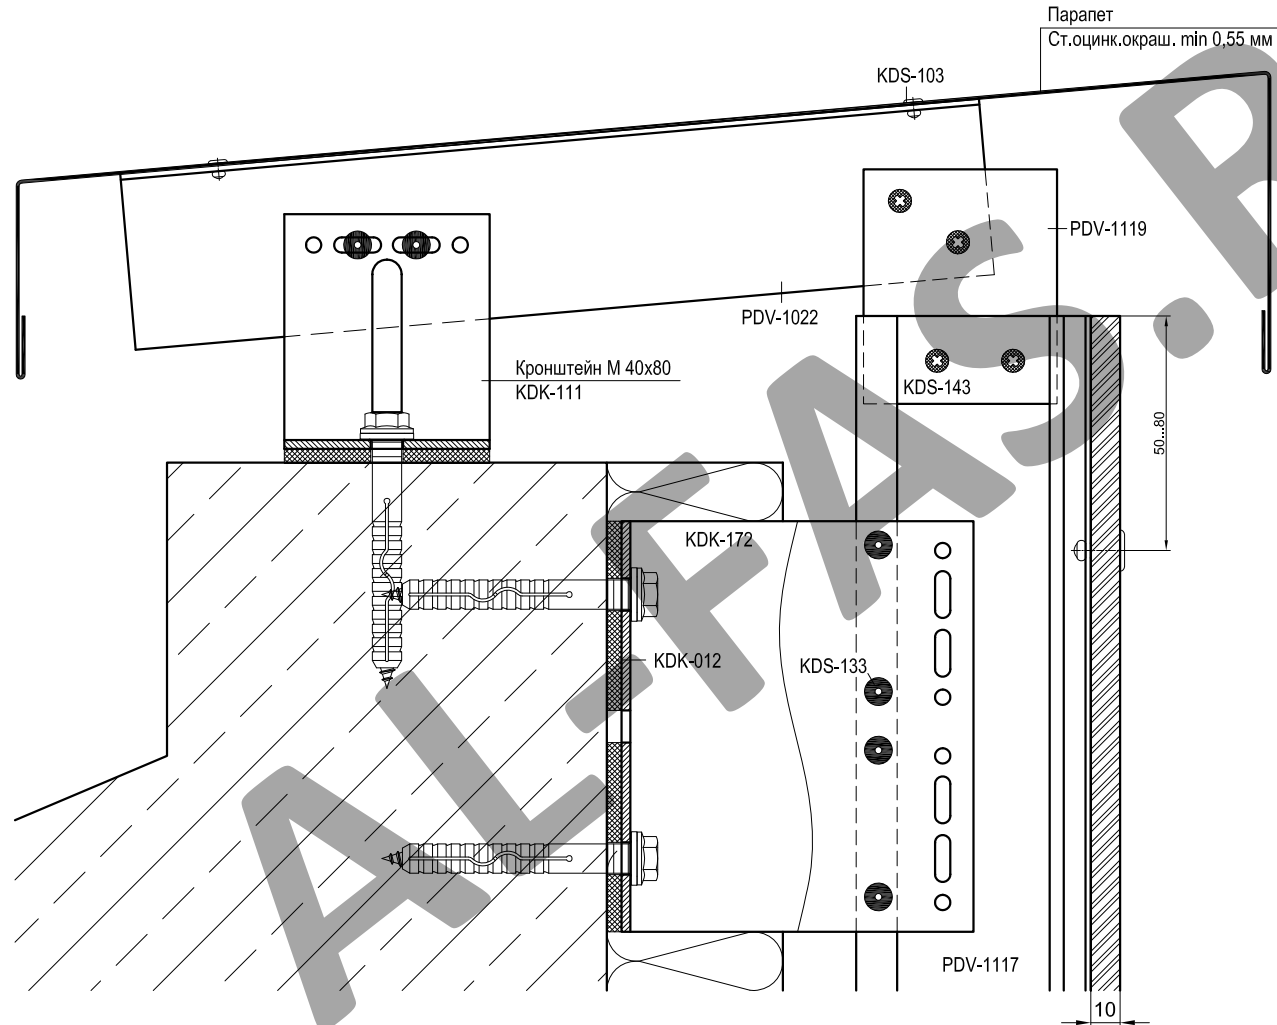 Парапет
Ст.оцинк.окраш. min 0,55 мм
KDS-103
PDV-1119
PDV-1022
Кронштейн М 40х80
KDK-111
KDS-143
50...80
KDK-172
KDK-012
KDS-133
PDV-1117
10
AL-FAS.R